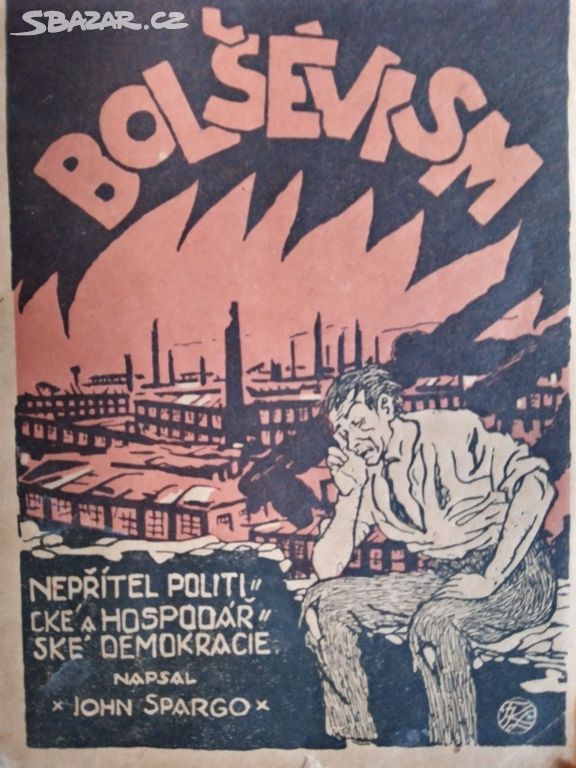 SBAZAR.CZ
BOLŠEVISM
NEPŘÍTEL POLITI〃
CKÉ A HOSPODÁŘ〃
SKÉ DEMOKRACIE.
NAPSAL
× JOHN SPARGO ×